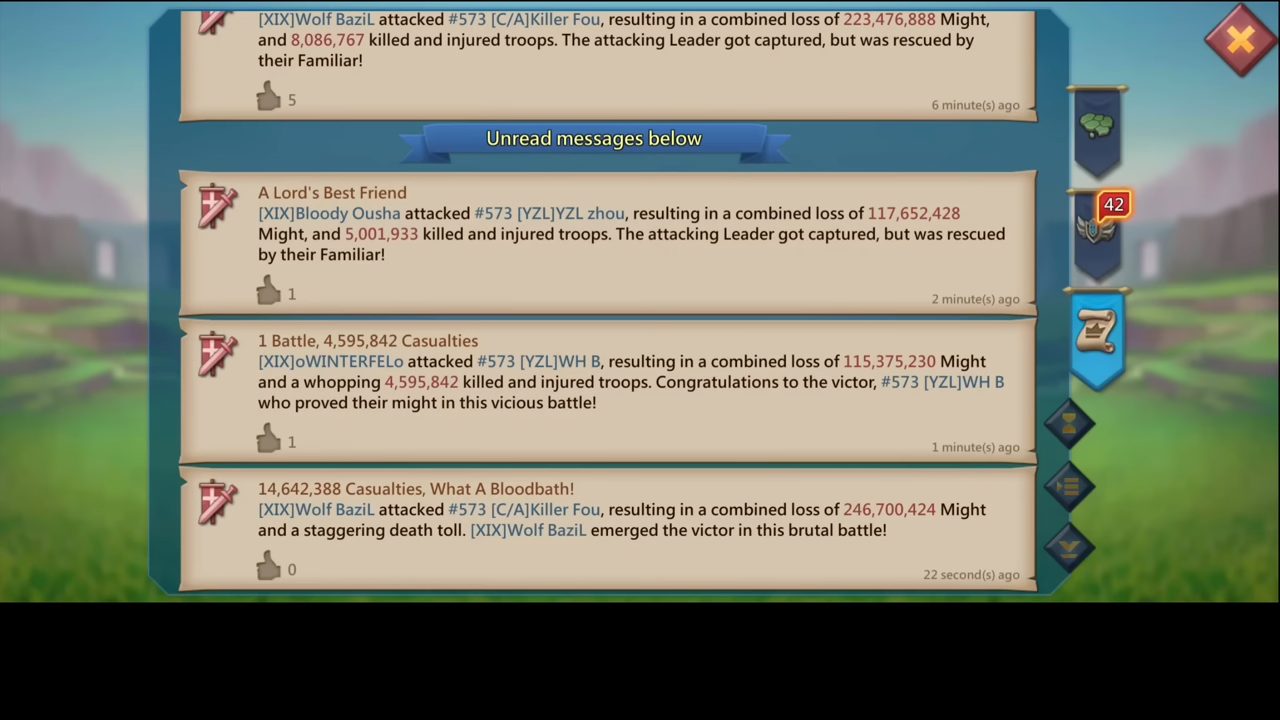 [XIX]Wolf BaziL attacked #573 [C/A]Killer Fou, resulting in a combined loss of 223,476,888 Might,
and 8,086,767 killed and injured troops. The attacking Leader got captured, but was rescued by
their Familiar!
5
6 minute(s) ago
Unread messages below
A Lord's Best Friend
[XIX]Bloody Ousha attacked #573 [YZL]YZL zhou, resulting in a combined loss of 117,652,428
Might, and 5,001,933 killed and injured troops. The attacking Leader got captured, but was rescued
by their Familiar!
1
2 minute(s) ago
42
1 Battle, 4,595,842 Casualties
[XIX]oWINTERFELo attacked #573 [YZL]WH B, resulting in a combined loss of 115,375,230 Might
and a whopping 4,595,842 killed and injured troops. Congratulations to the victor, #573 [YZL]WH B
who proved their might in this vicious battle!
1
1 minute(s) ago
14,642,388 Casualties, What A Bloodbath!
[XIX]Wolf BaziL attacked #573 [C/A]Killer Fou, resulting in a combined loss of 246,700,424 Might
and a staggering death toll. [XIX]Wolf BaziL emerged the victor in this brutal battle!
0
22 second(s) ago